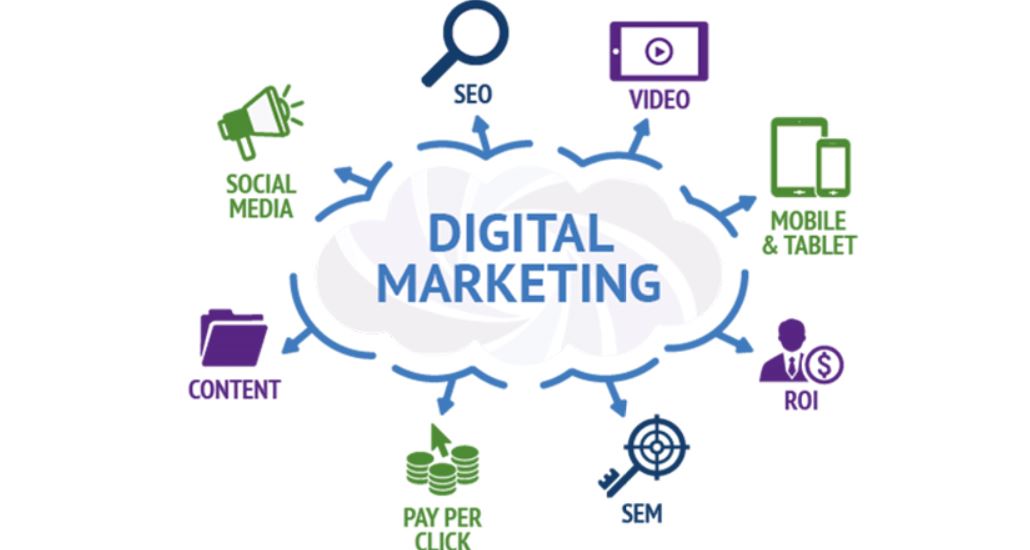 SEO
VIDEO
SOCIAL
MEDIA
MOBILE
& TABLET
DIGITAL
MARKETING
CONTENT
$
ROI
PAY PER
CLICK
SEM